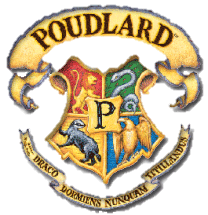 POUDLARD
P
DRACO DORMIENS NUNQUAM TITILLANDUS